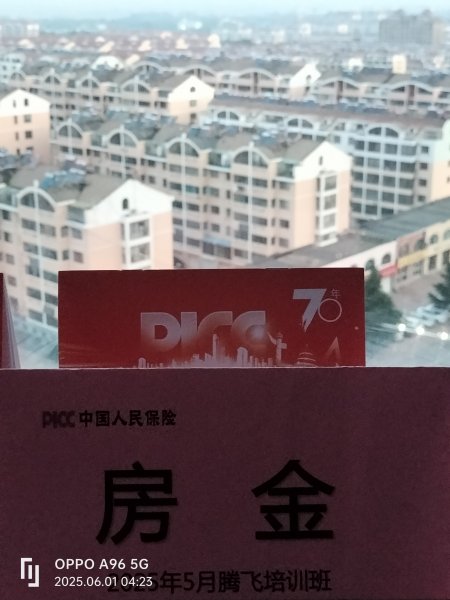 70年
PICC
PICC 中国人民保险
房 金
2025年5月腾飞培训班
OPPO A96 5G
2025.06.01 04:23